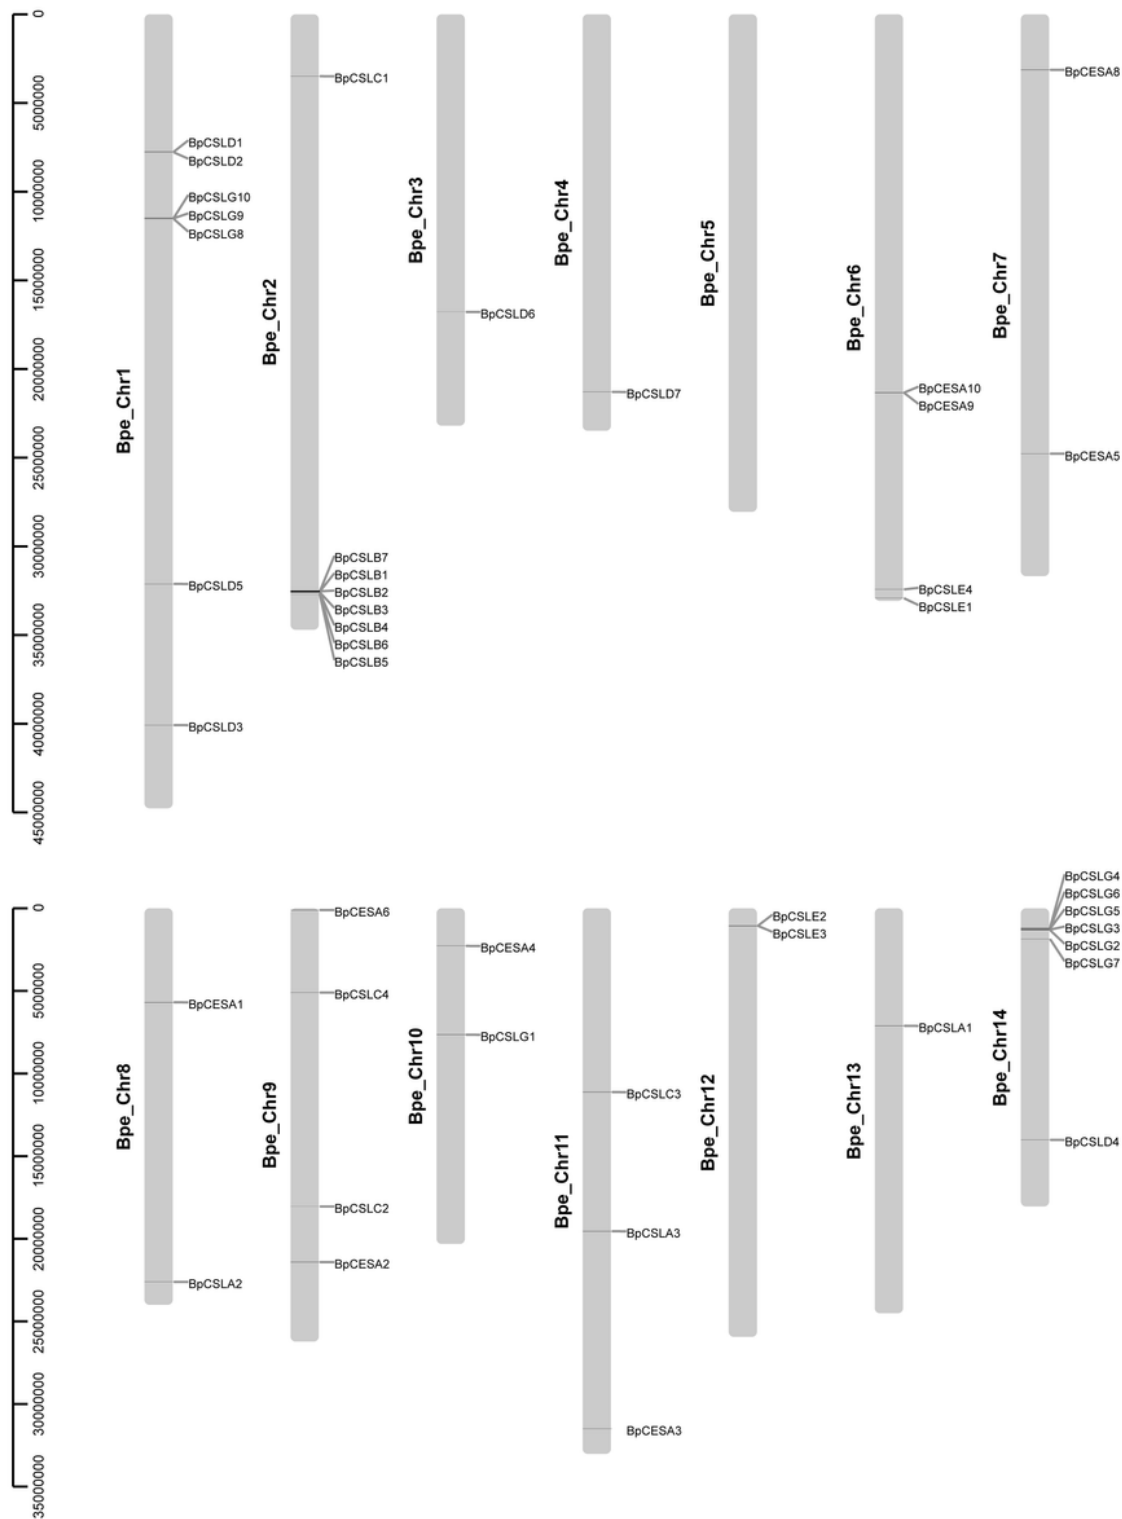 0
5000000
10000000
15000000
20000000
25000000
30000000
35000000
40000000
45000000
Bpe_Chr1
BpCSLD1
BpCSLD2
BpCSLG10
BpCSLG9
BpCSLG8
BpCSLD5
BpCSLD3
Bpe_Chr2
BpCSLC1
BpCSLB7
BpCSLB1
BpCSLB2
BpCSLB3
BpCSLB4
BpCSLB6
BpCSLB5
Bpe_Chr3
BpCSLD6
Bpe_Chr4
BpCSLD7
Bpe_Chr5
Bpe_Chr6
BpCESA10
BpCESA9
BpCSLE4
BpCSLE1
Bpe_Chr7
BpCESA8
BpCESA5
0
5000000
10000000
15000000
20000000
25000000
30000000
35000000
Bpe_Chr8
BpCESA1
BpCSLA2
Bpe_Chr9
BpCESA6
BpCSLC4
BpCSLC2
BpCESA2
Bpe_Chr10
BpCESA4
BpCSLG1
Bpe_Chr11
BpCSLC3
BpCSLA3
BpCESA3
Bpe_Chr12
BpCSLE2
BpCSLE3
Bpe_Chr13
BpCSLA1
Bpe_Chr14
BpCSLG4
BpCSLG6
BpCSLG5
BpCSLG3
BpCSLG2
BpCSLG7
BpCSLD4